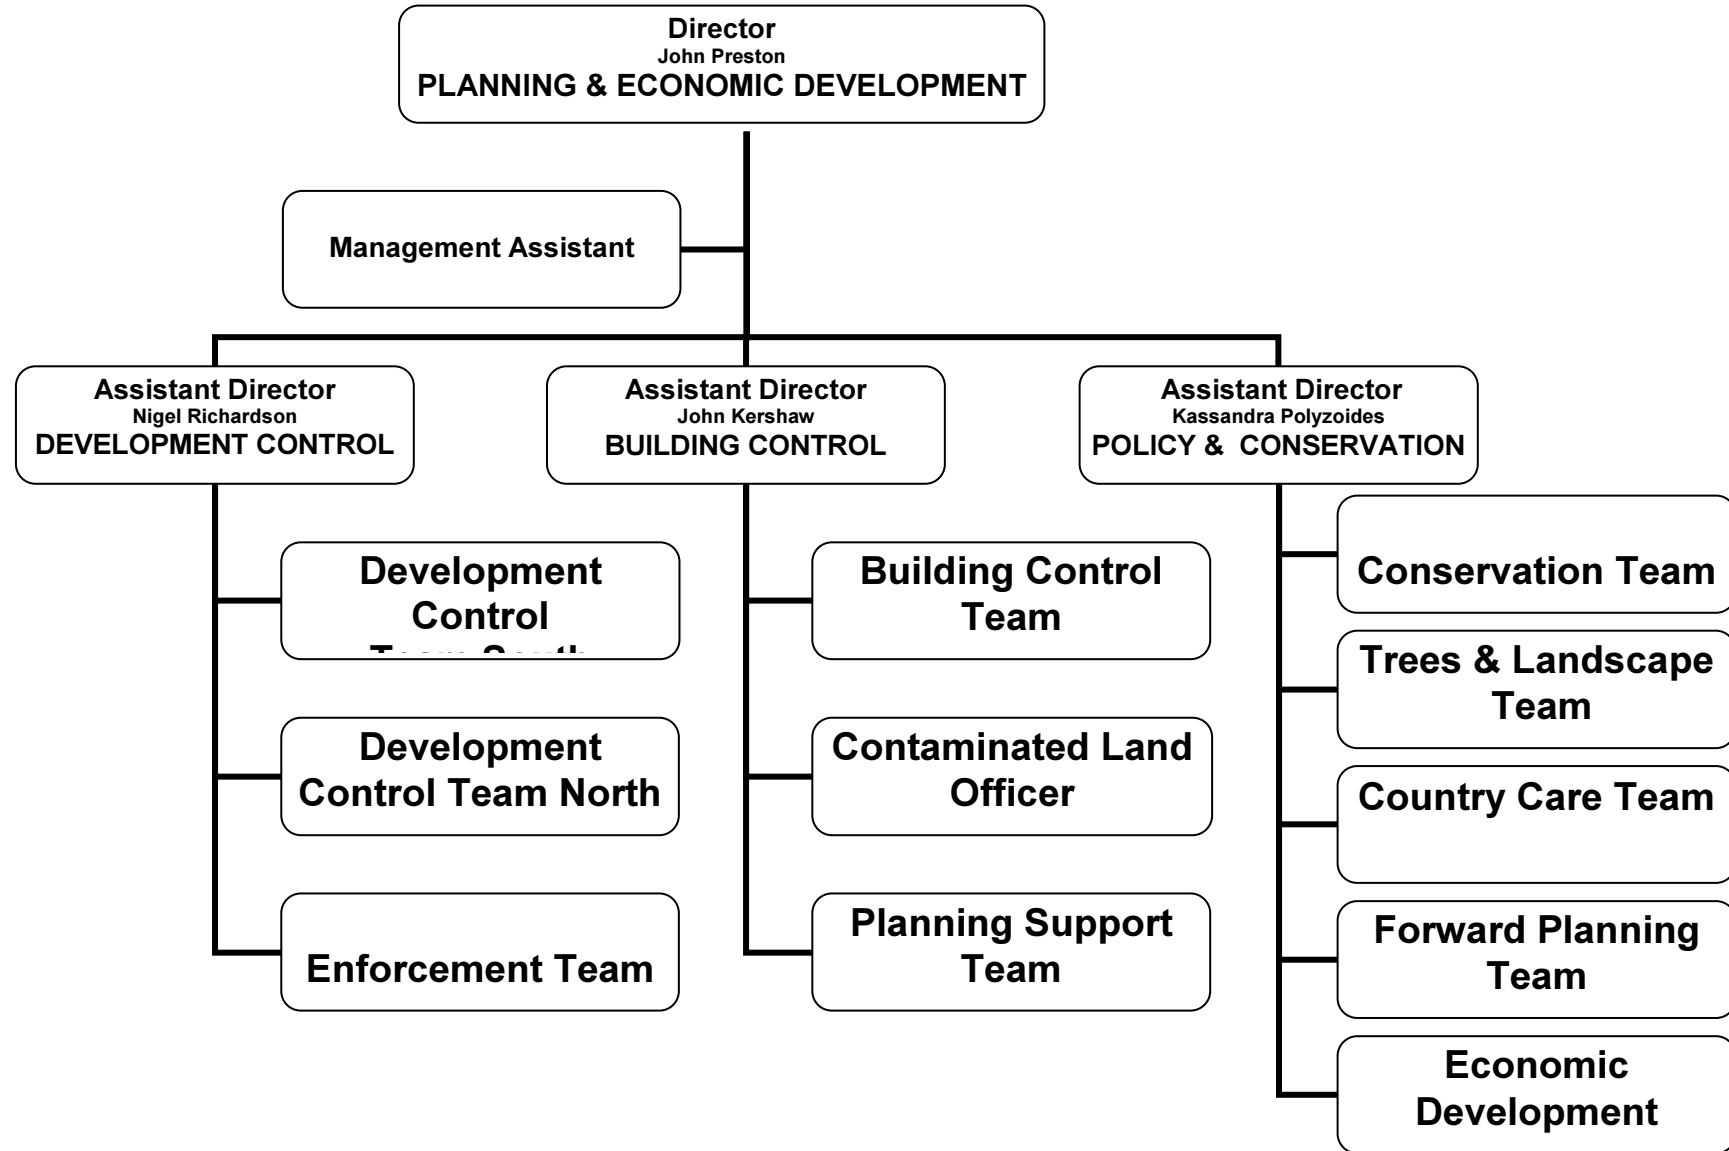 Director
John Preston
PLANNING & ECONOMIC DEVELOPMENT
Management Assistant
Assistant Director
Nigel Richardson
DEVELOPMENT CONTROL
Assistant Director
John Kershaw
BUILDING CONTROL
Assistant Director
Kassandra Polyzoides
POLICY & CONSERVATION
Development
Control
Team South
Development
Control Team North
Enforcement Team
Building Control
Team
Contaminated Land
Officer
Planning Support
Team
Conservation Team
Trees & Landscape
Team
Country Care Team
Forward Planning
Team
Economic
Development